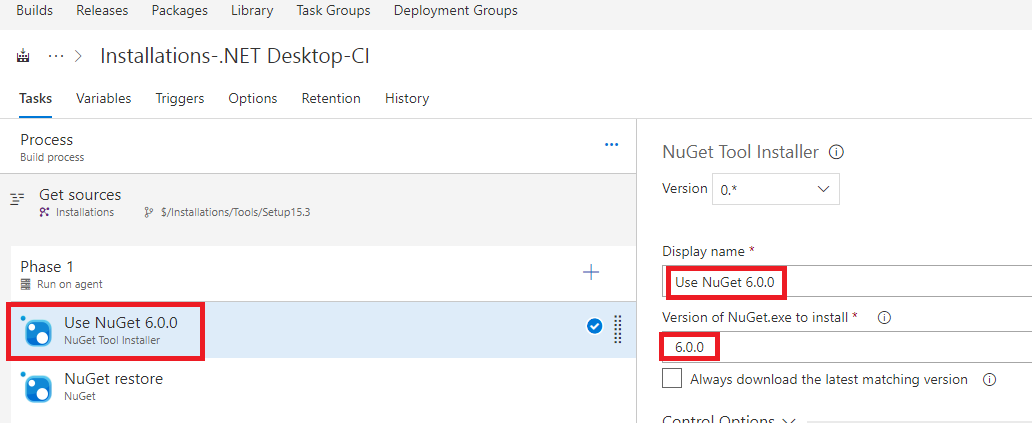 Builds Releases Packages Library Task Groups Deployment Groups
··· > Installations-.NET Desktop-CI
Tasks Variables Triggers Options Retention History
Process
Build process
···
Get sources
Installations $/Installations/Tools/Setup15.3
Phase 1
Run on agent
Use NuGet 6.0.0
NuGet Tool Installer
NuGet restore
NuGet
NuGet Tool Installer
Version 0.*
Display name *
Use NuGet 6.0.0
Version of NuGet.exe to install *
6.0.0
Always download the latest matching version
Control Options